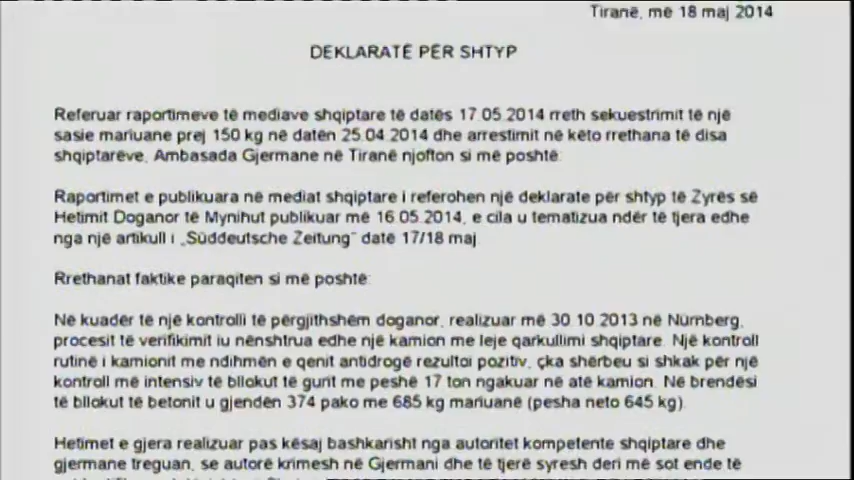 Tiranë, më 18 maj 2014
DEKLARATË PËR SHTYP
Referuar raportimeve të mediave shqiptare të datës 17.05.2014 rreth sekuestrimit të një
sasie mariuane prej 150 kg në datën 25.04.2014 dhe arrestimit në këto rrethana të disa
shqiptarëve, Ambasada Gjermane në Tiranë njofton si më poshtë:
Raportimet e publikuara në mediat shqiptare i referohen një deklarate për shtyp të Zyrës së
Hetimit Doganor të Mynihut publikuar më 16.05.2014, e cila u tematizua ndër të tjera edhe
nga një artikull i „Süddeutsche Zeitung“ datë 17/18 maj.
Rrethanat faktike paraqiten si më poshtë:
Në kuadër të një kontrolli të përgjithshëm doganor, realizuar më 30.10.2013 në Nürnberg,
procesit të verifikimit iu nënshtrua edhe një kamion me leje qarkullimi shqiptare. Një kontroll
rutinë i kamionit me ndihmën e qenit antidrogë rezultoi pozitiv, çka shërbeu si shkak për një
kontroll më intensiv të bllokut të gurit me peshë 17 ton ngakuar në atë kamion. Në brendësi
të bllokut të betonit u gjendën 374 pako me 685 kg mariuanë (pesha neto 645 kg).
Hetimet e gjera realizuar pas kësaj bashkarisht nga autoritet kompetente shqiptare dhe
gjermane treguan, se autorë krimesh në Gjermani dhe të tjerë syresh deri më sot ende të